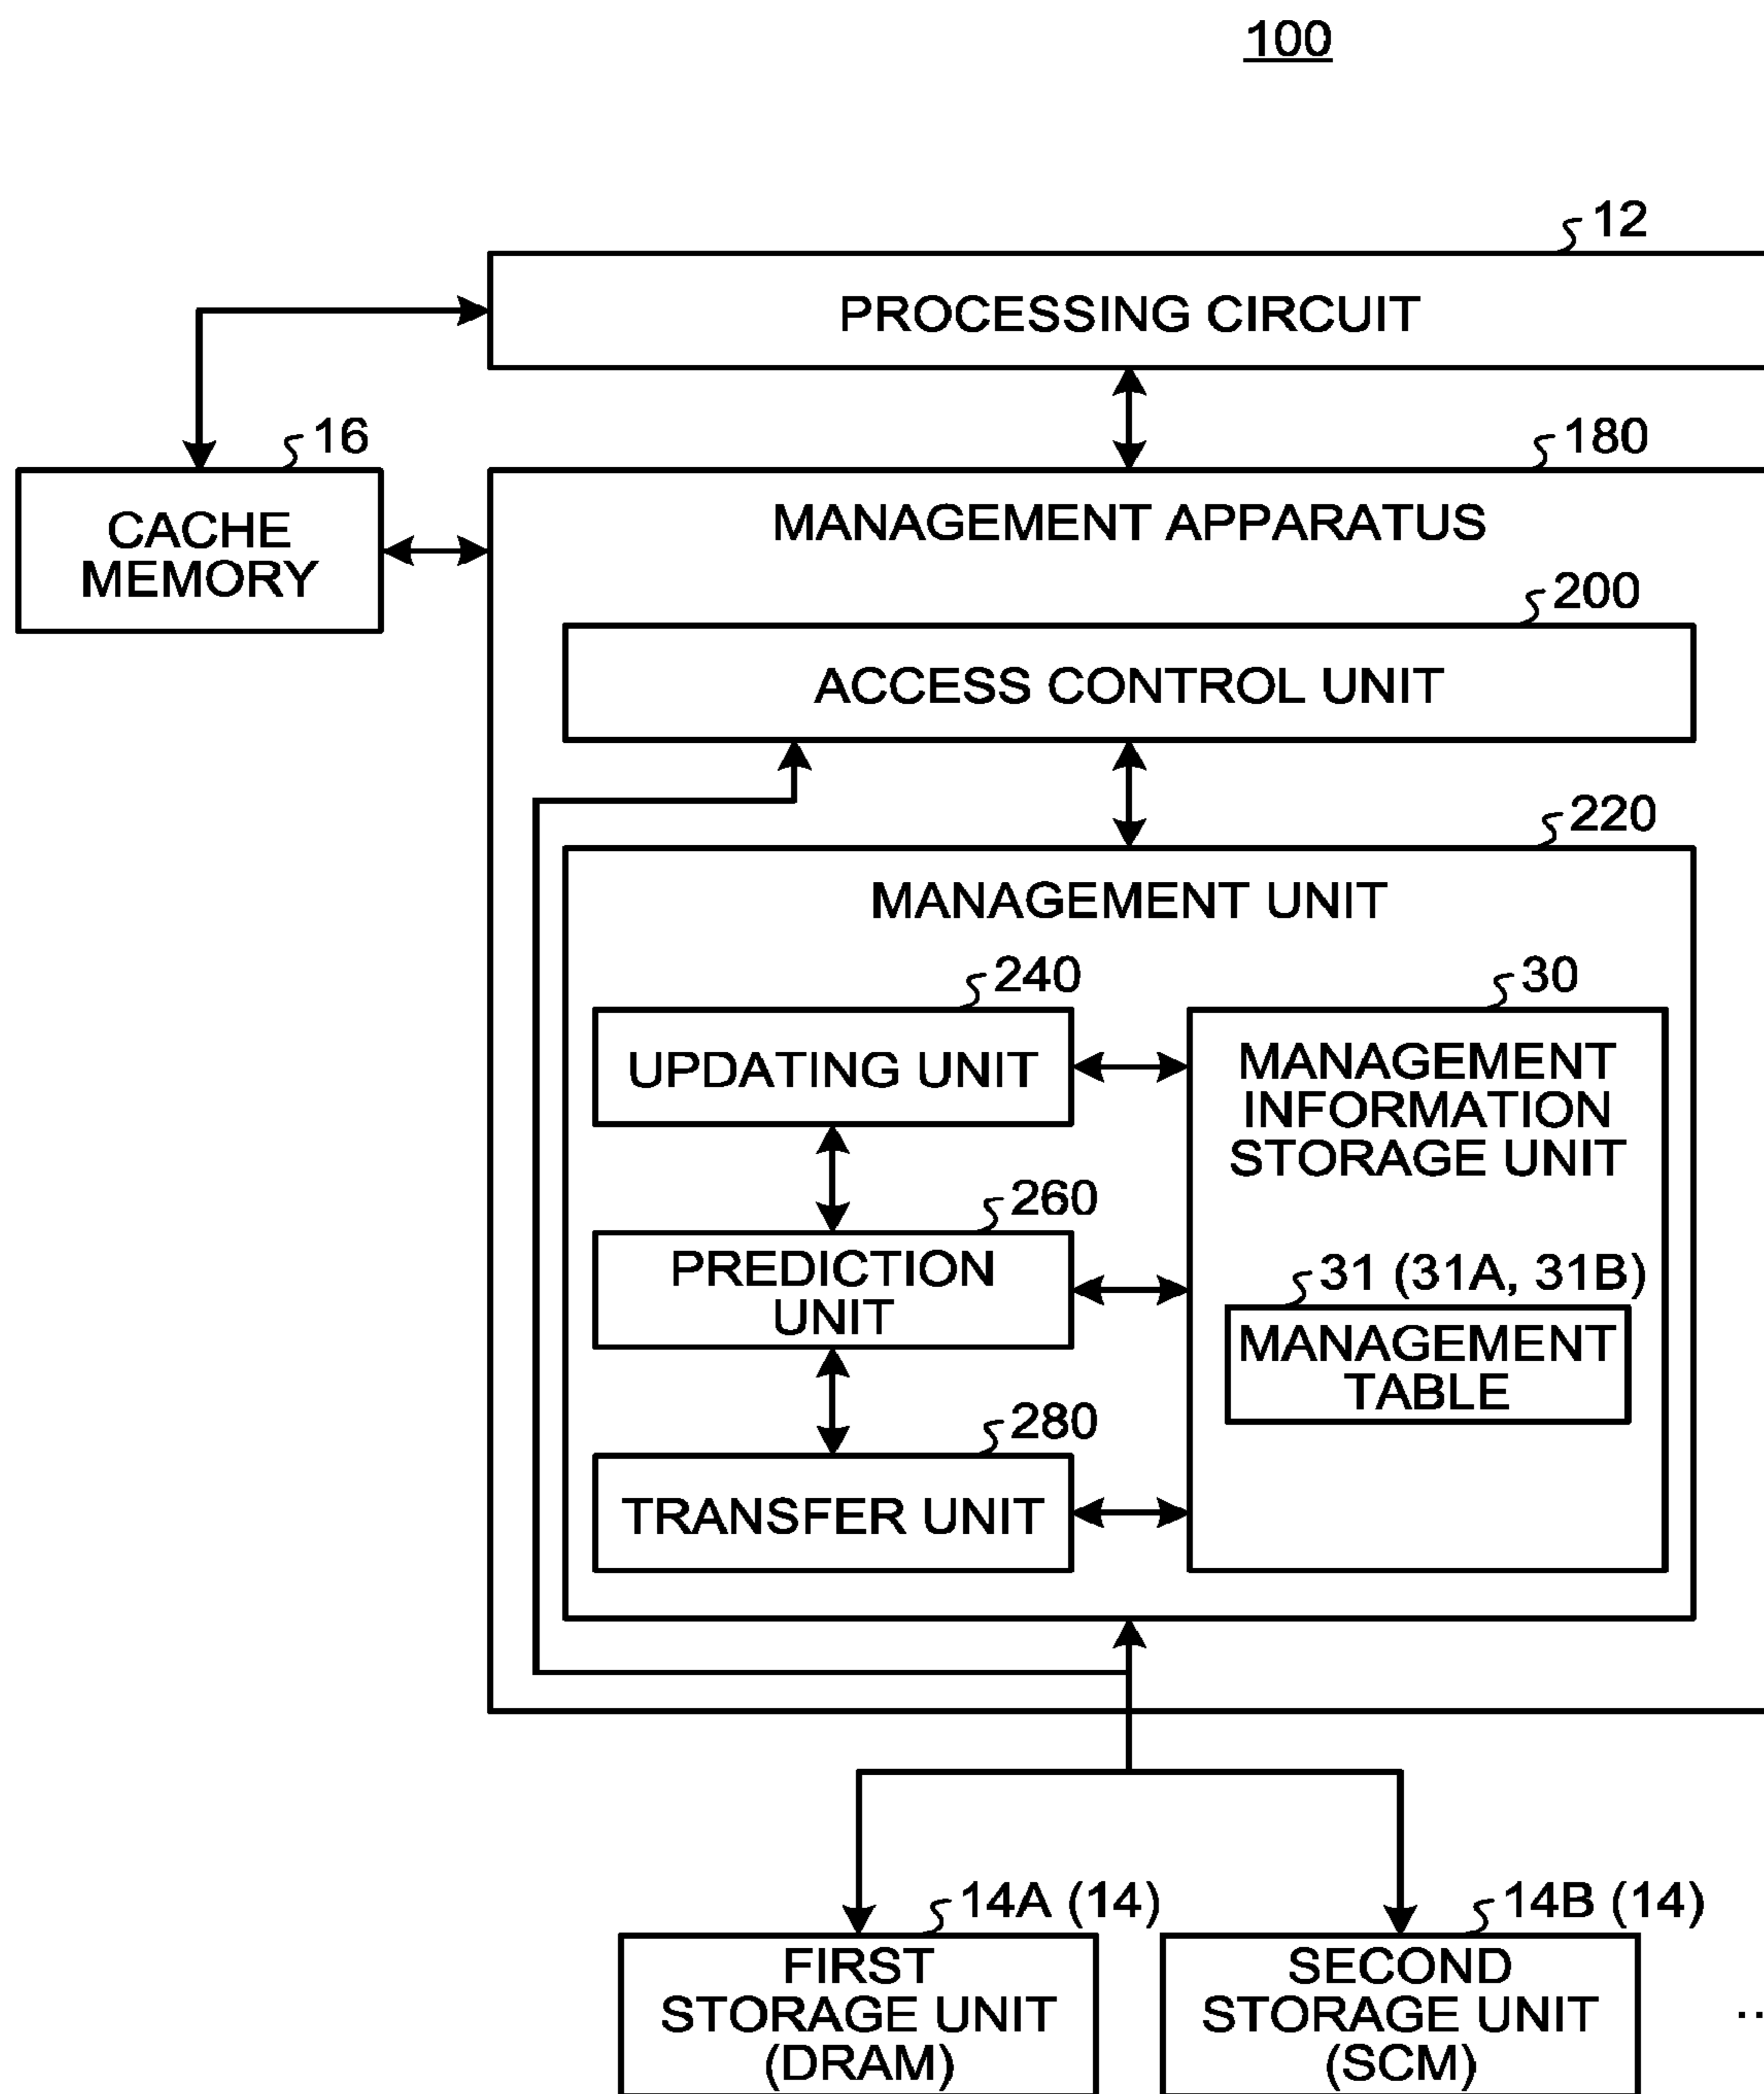 100
12
PROCESSING CIRCUIT
16
CACHE
MEMORY
180
MANAGEMENT APPARATUS
200
ACCESS CONTROL UNIT
220
MANAGEMENT UNIT
240
UPDATING UNIT
30
MANAGEMENT
INFORMATION
STORAGE UNIT
260
PREDICTION
UNIT
31 (31A, 31B)
MANAGEMENT
TABLE
280
TRANSFER UNIT
14A (14)
FIRST
STORAGE UNIT
(DRAM)
14B (14)
SECOND
STORAGE UNIT
(SCM)
..